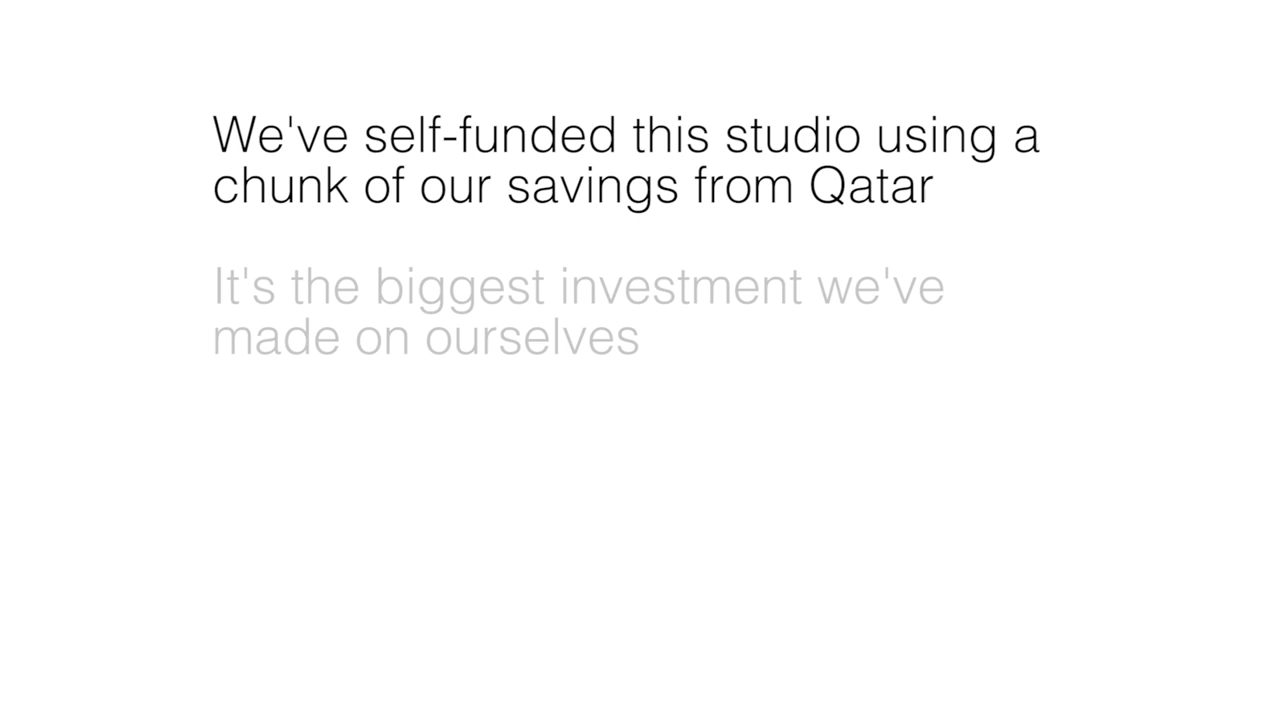 We've self-funded this studio using a
chunk of our savings from Qatar
It's the biggest investment we've
made on ourselves